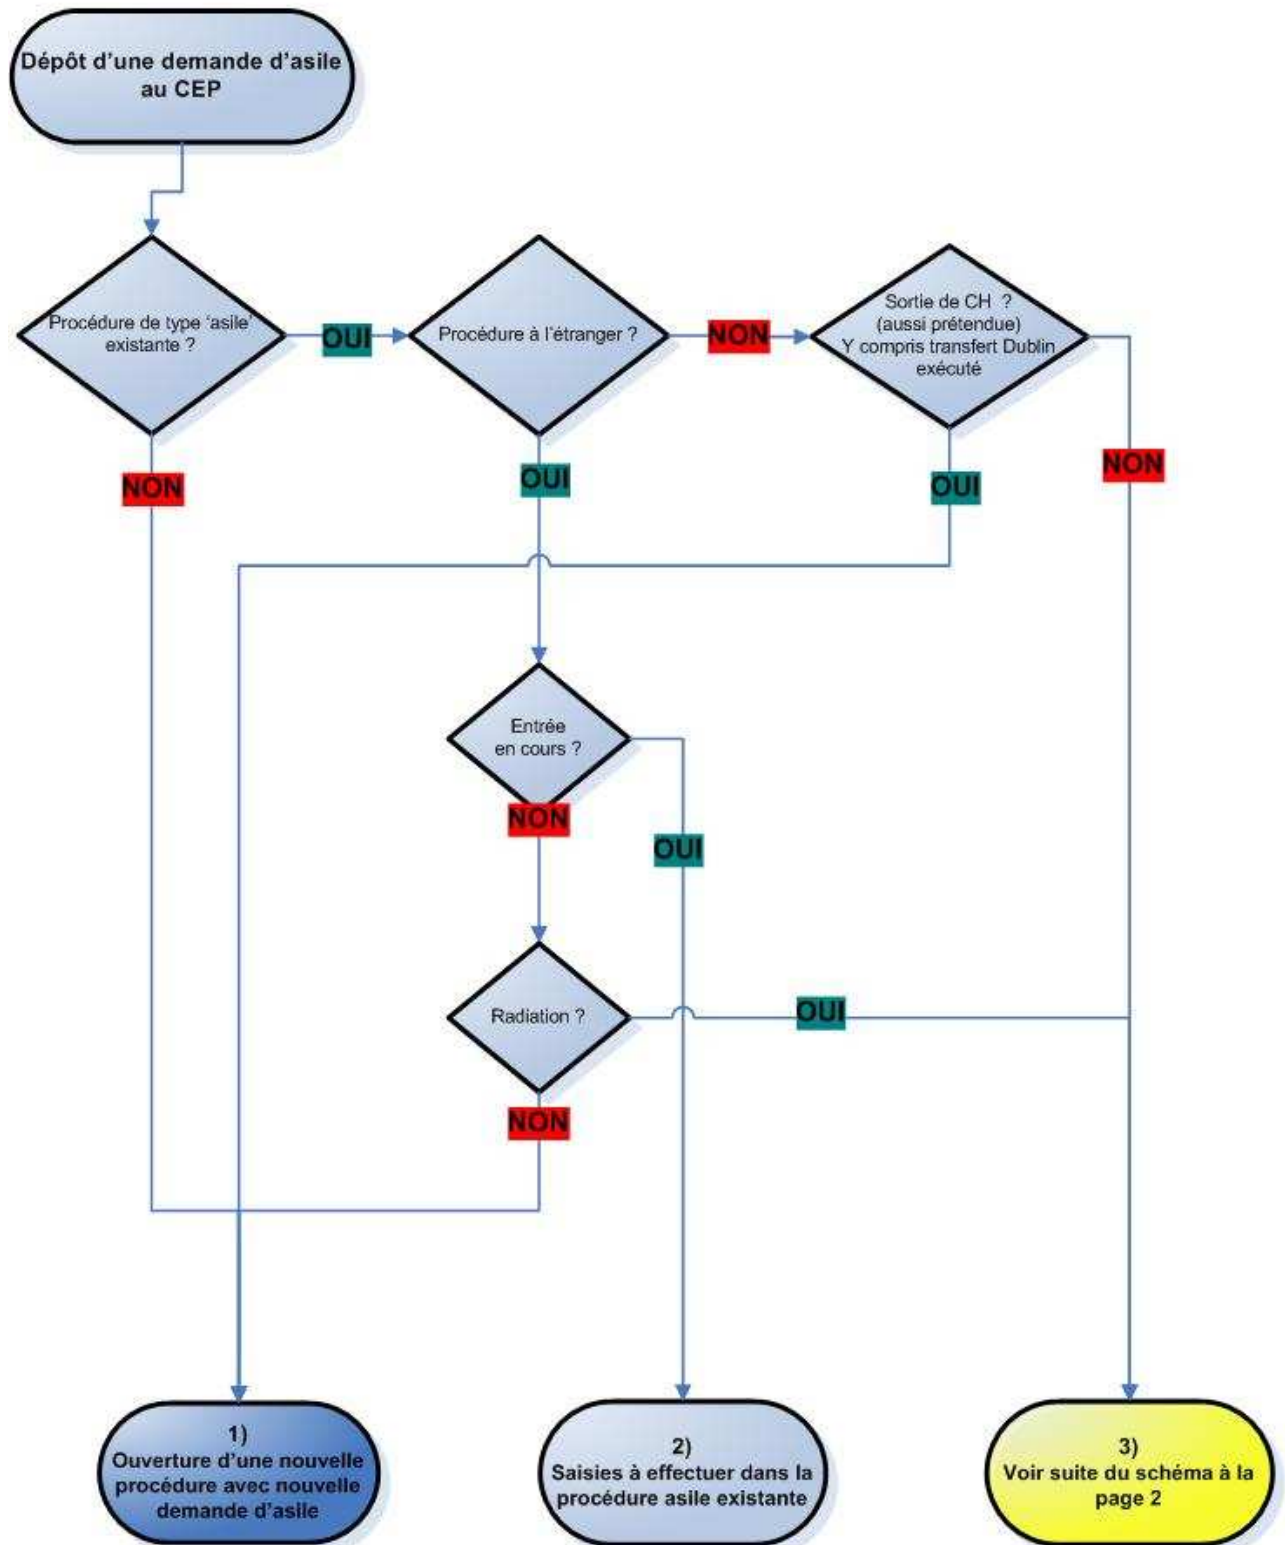 Dépôt d'une demande d'asile
au CEP
Procédure de type 'asile'
existante ?
OUI
Procédure à l'étranger ?
NON
Sortie de CH ?
(aussi prétendue)
Y compris transfert Dublin
exécuté
NON
OUI
OUI
NON
Entrée
en cours ?
NON
OUI
Radiation ?
OUI
NON
1)
Ouverture d'une nouvelle
procédure avec nouvelle
demande d'asile
2)
Saisies à effectuer dans la
procédure asile existante
3)
Voir suite du schéma à la
page 2